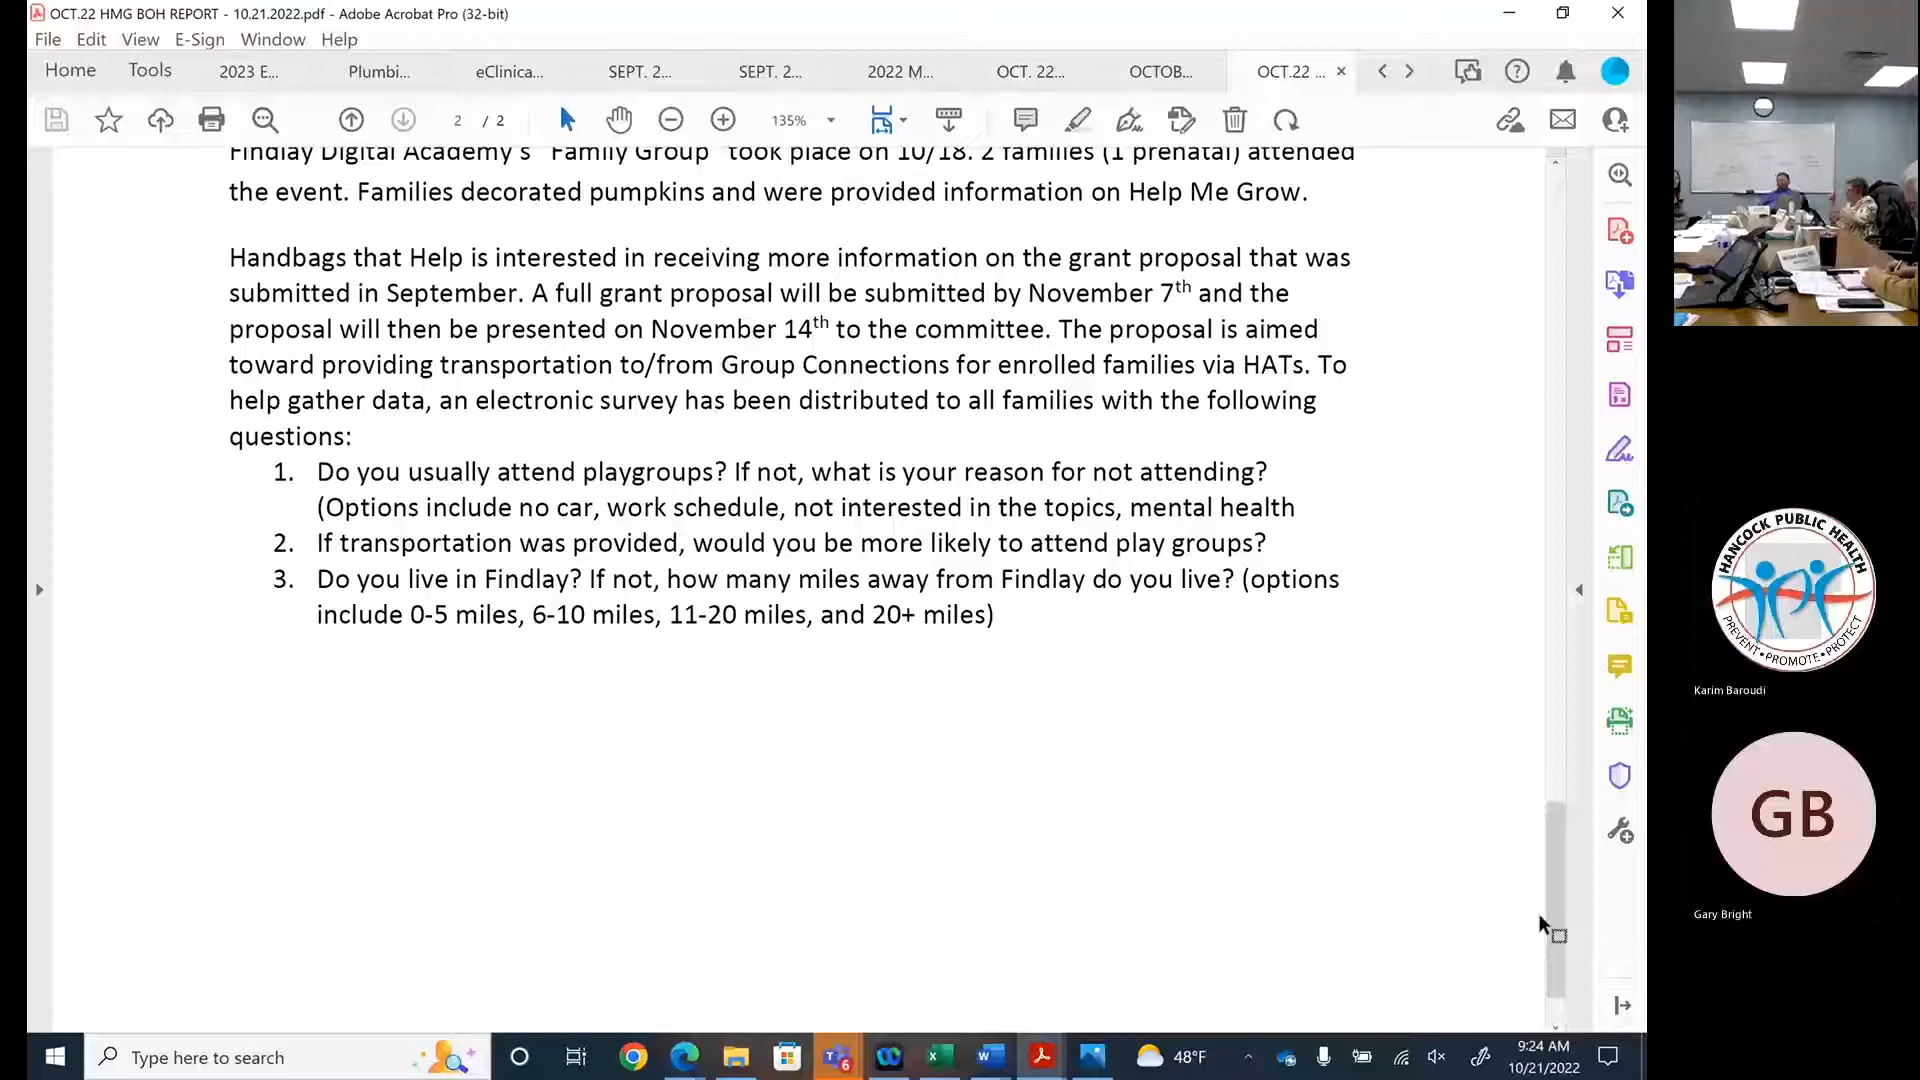 OCT.22 HMG BOH REPORT - 10.21.2022.pdf - Adobe Acrobat Pro (32-bit)
File Edit View E-Sign Window Help
Home Tools 2023 E... Plumbi... eClinica... SEPT. 2... SEPT. 2... 2022 M... OCT. 22... OCTOB... OCT.22 ...
2 / 2 135%
Findlay Digital Academy's "Family Group" took place on 10/18. 2 families (1 prenatal) attended
the event. Families decorated pumpkins and were provided information on Help Me Grow.
Handbags that Help is interested in receiving more information on the grant proposal that was
submitted in September. A full grant proposal will be submitted by November 7th and the
proposal will then be presented on November 14th to the committee. The proposal is aimed
toward providing transportation to/from Group Connections for enrolled families via HATs. To
help gather data, an electronic survey has been distributed to all families with the following
questions:
1. Do you usually attend playgroups? If not, what is your reason for not attending?
(Options include no car, work schedule, not interested in the topics, mental health
2. If transportation was provided, would you be more likely to attend play groups?
3. Do you live in Findlay? If not, how many miles away from Findlay do you live? (options
include 0-5 miles, 6-10 miles, 11-20 miles, and 20+ miles)
HANCOCK PUBLIC HEALTH
PREVENT • PROMOTE • PROTECT
Karim Baroudi
GB
Gary Bright
Type here to search
6
48°F
9:24 AM
10/21/2022